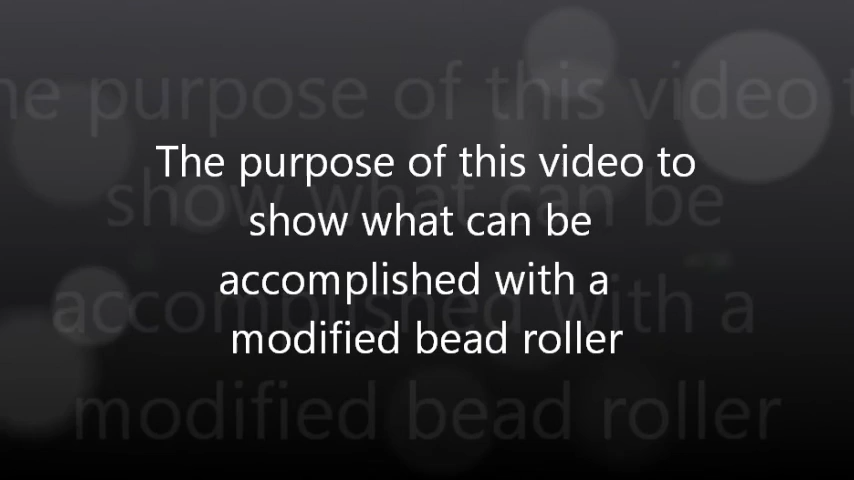 The purpose of this video to
show what can be
accomplished with a
modified bead roller